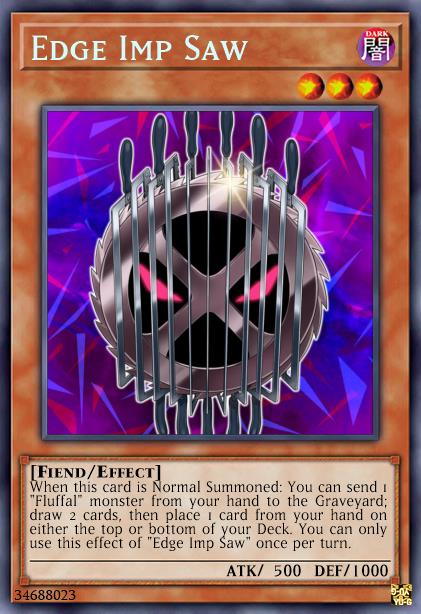 Edge Imp Saw
DARK
闇
[Fiend/Effect]
When this card is Normal Summoned: You can send 1
"Fluffal" monster from your hand to the Graveyard;
draw 2 cards, then place 1 card from your hand on
either the top or bottom of your Deck. You can only
use this effect of "Edge Imp Saw" once per turn.
ATK/ 500 DEF/1000
34688023